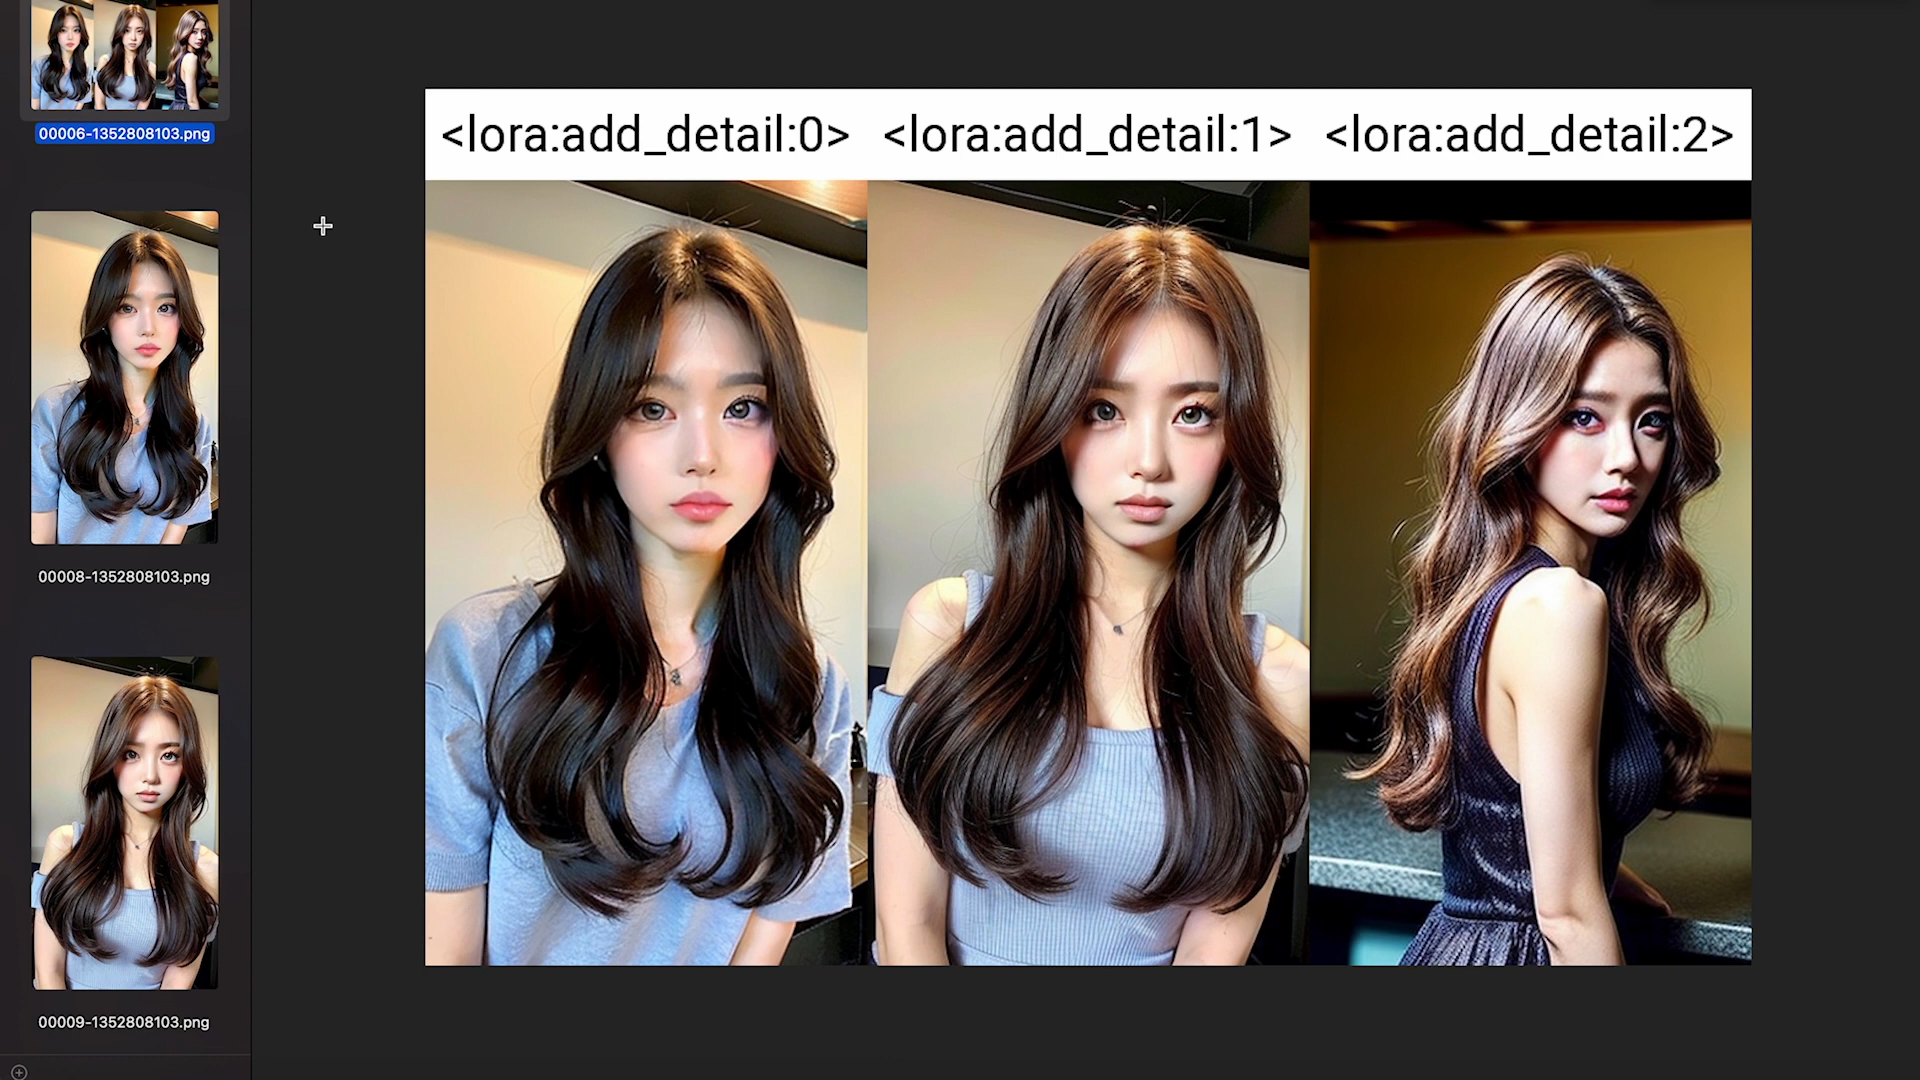 <lora:add_detail:0> <lora:add_detail:1> <lora:add_detail:2>
00006-1352808103.png
00008-1352808103.png
00009-1352808103.png